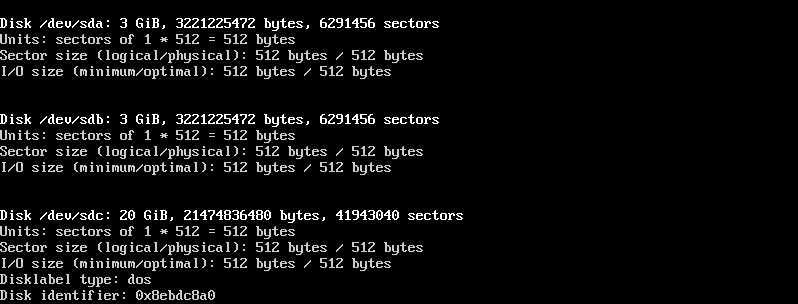 Disk /dev/sda: 3 GiB, 3221225472 bytes, 6291456 sectors
Units: sectors of 1 * 512 = 512 bytes
Sector size (logical/physical): 512 bytes / 512 bytes
I/O size (minimum/optimal): 512 bytes / 512 bytes
Disk /dev/sdb: 3 GiB, 3221225472 bytes, 6291456 sectors
Units: sectors of 1 * 512 = 512 bytes
Sector size (logical/physical): 512 bytes / 512 bytes
I/O size (minimum/optimal): 512 bytes / 512 bytes
Disk /dev/sdc: 20 GiB, 21474836480 bytes, 41943040 sectors
Units: sectors of 1 * 512 = 512 bytes
Sector size (logical/physical): 512 bytes / 512 bytes
I/O size (minimum/optimal): 512 bytes / 512 bytes
Disklabel type: dos
Disk identifier: 0x8ebdc8a0